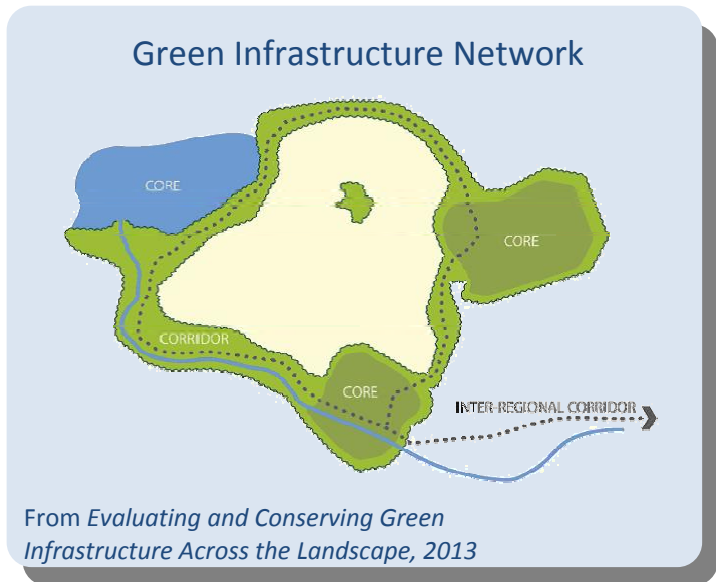 Green Infrastructure Network
CORE
CORE
CORRIDOR
CORE
INTER-REGIONAL CORRIDOR
From Evaluating and Conserving Green
Infrastructure Across the Landscape, 2013